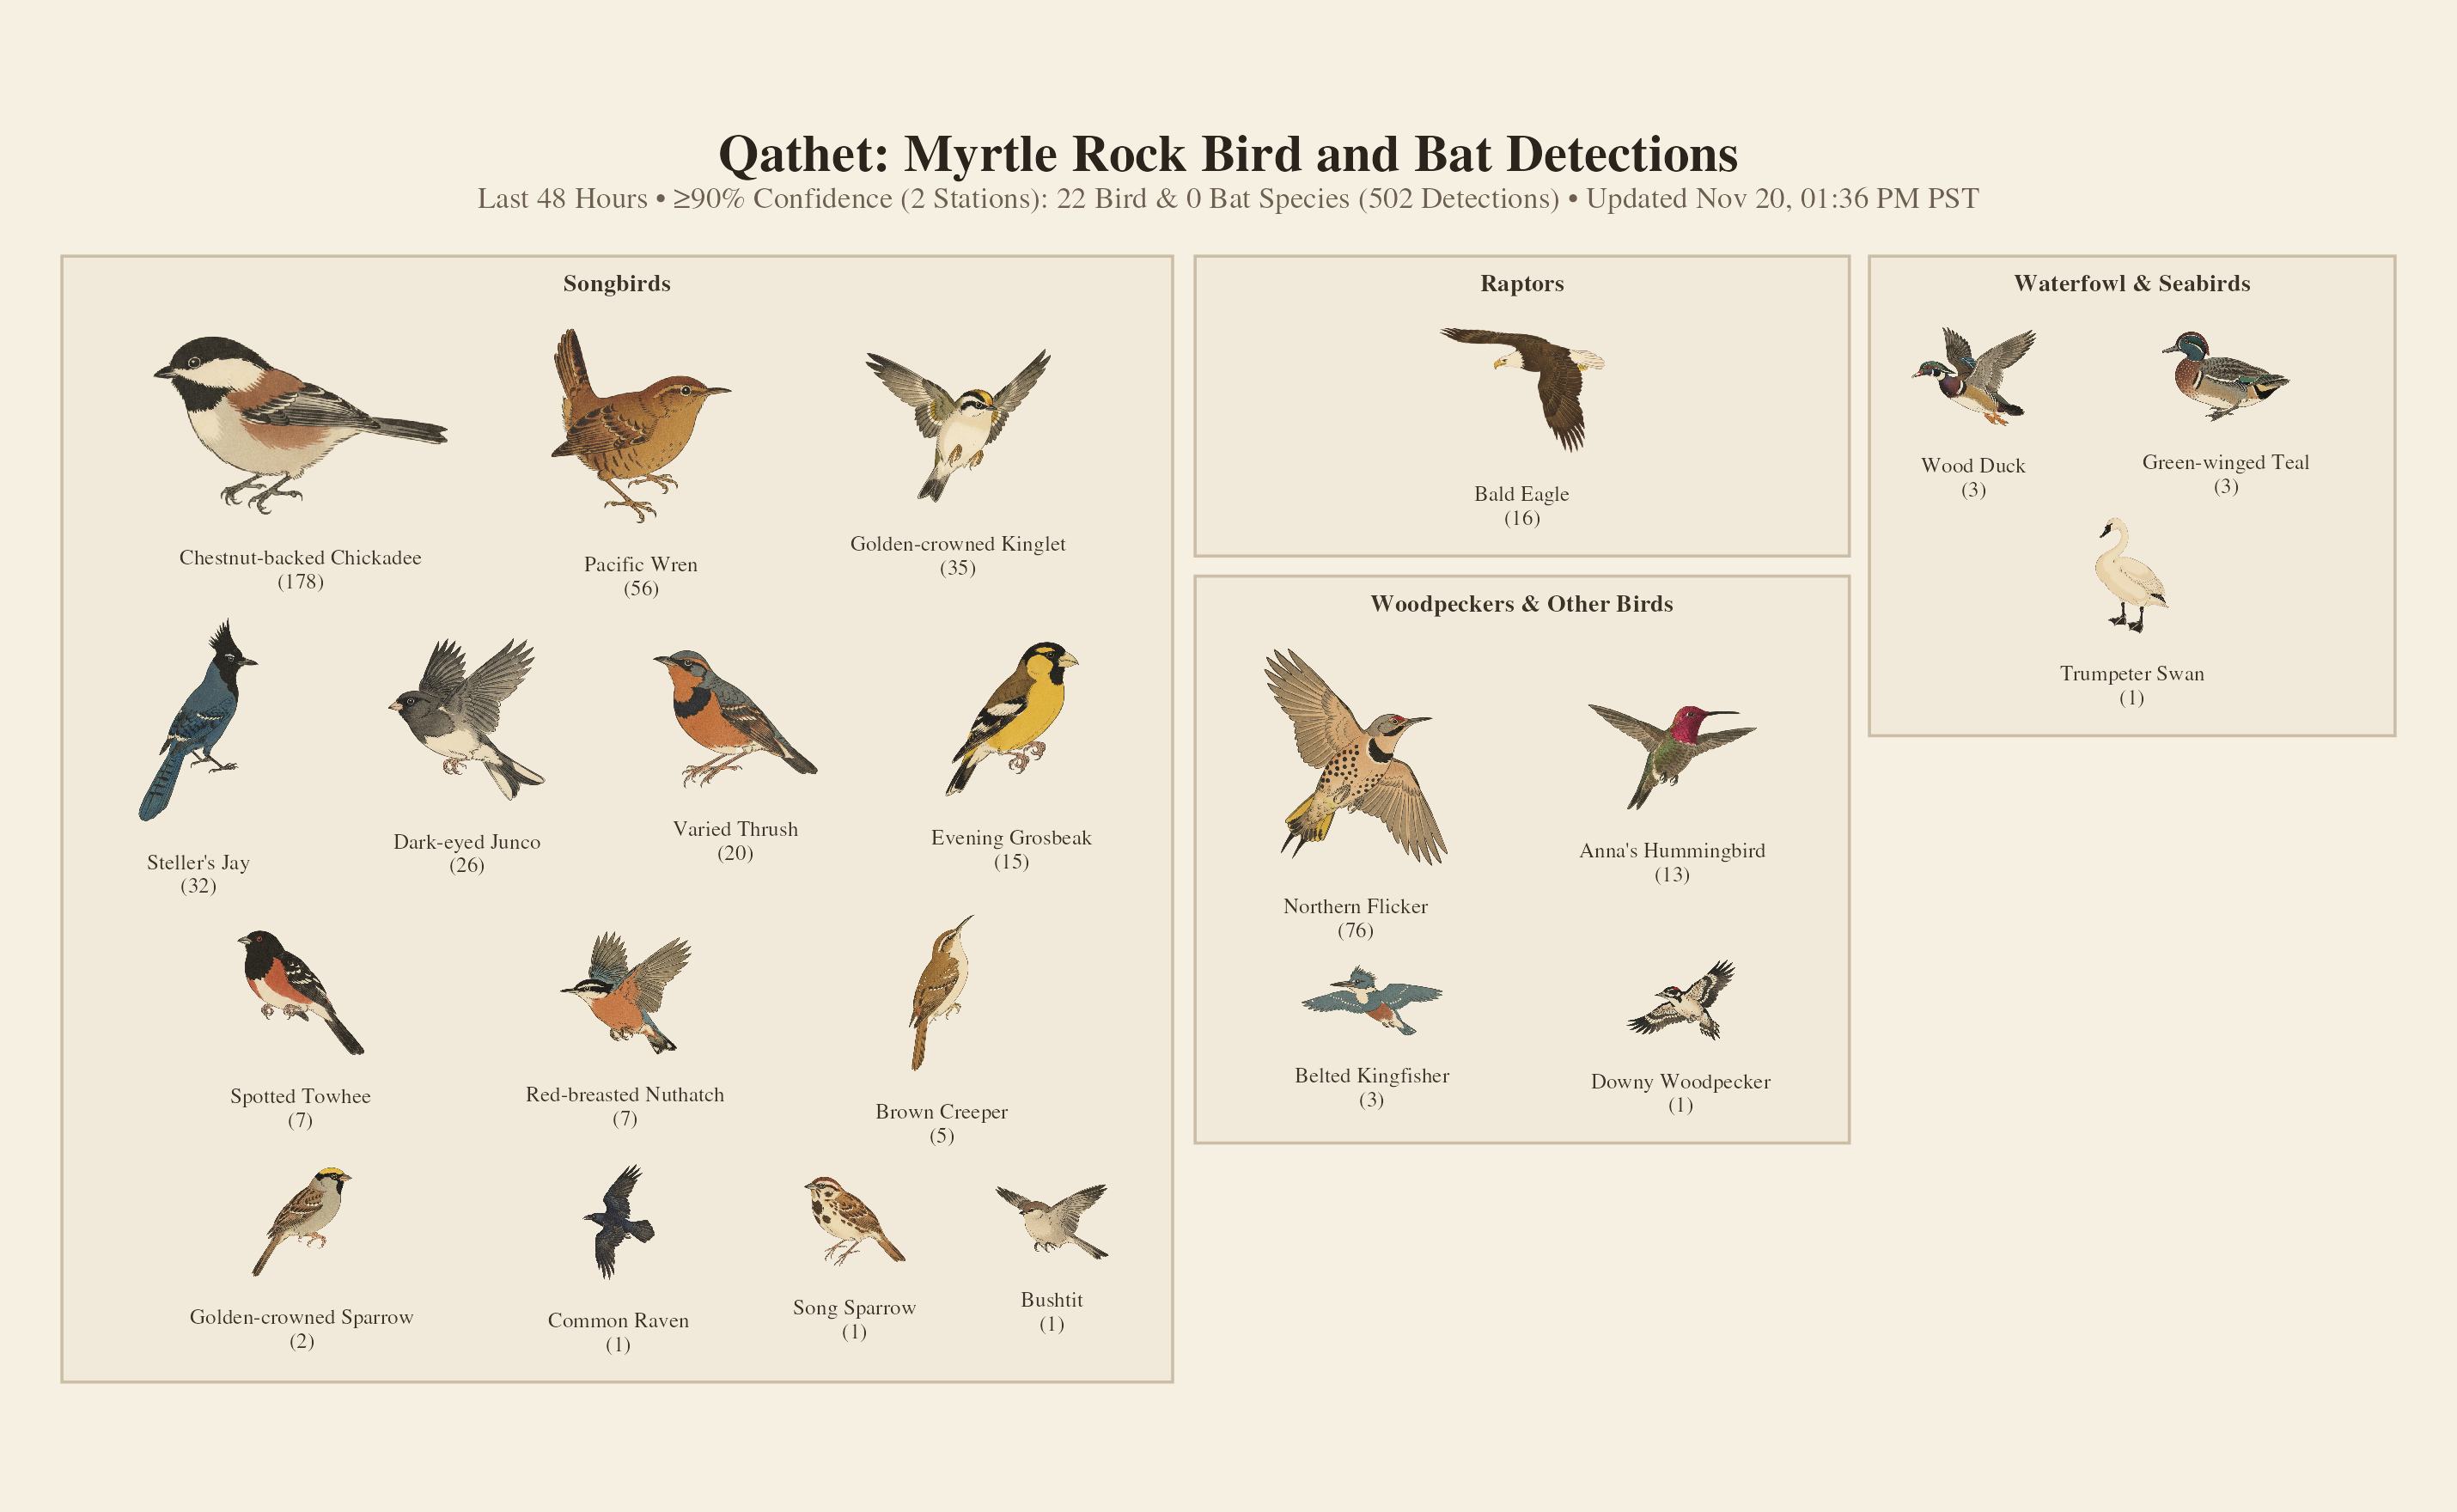 Qathet: Myrtle Rock Bird and Bat Detections
Last 48 Hours • ≥90% Confidence (2 Stations): 22 Bird & 0 Bat Species (502 Detections) • Updated Nov 20, 01:36 PM PST
Songbirds
Chestnut-backed Chickadee
(178)
Pacific Wren
(56)
Golden-crowned Kinglet
(35)
Steller's Jay
(32)
Dark-eyed Junco
(26)
Varied Thrush
(20)
Evening Grosbeak
(15)
Spotted Towhee
(7)
Red-breasted Nuthatch
(7)
Brown Creeper
(5)
Golden-crowned Sparrow
(2)
Common Raven
(1)
Song Sparrow
(1)
Bushtit
(1)
Raptors
Bald Eagle
(16)
Woodpeckers & Other Birds
Northern Flicker
(76)
Anna's Hummingbird
(13)
Belted Kingfisher
(3)
Downy Woodpecker
(1)
Waterfowl & Seabirds
Wood Duck
(3)
Green-winged Teal
(3)
Trumpeter Swan
(1)